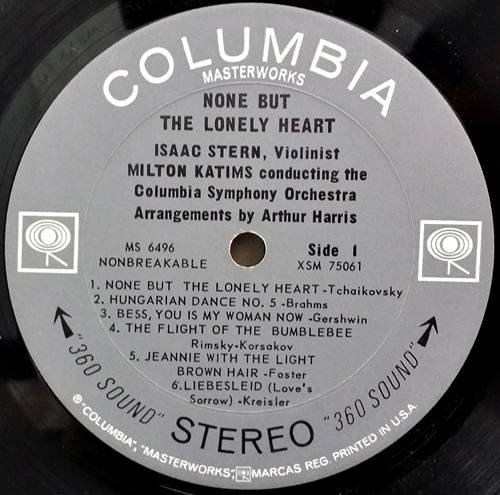 COLUMBIA
MASTERWORKS
NONE BUT
THE LONELY HEART
ISAAC STERN, Violinist
MILTON KATIMS conducting the
Columbia Symphony Orchestra
Arrangements by Arthur Harris
MS 6496 Side 1
NONBREAKABLE XSM 75061
1. NONE BUT THE LONELY HEART -Tchaikovsky
2. HUNGARIAN DANCE NO. 5 -Brahms
3. BESS, YOU IS MY WOMAN NOW -Gershwin
4. THE FLIGHT OF THE BUMBLEBEE
Rimsky-Korsakov
5. JEANNIE WITH THE LIGHT
BROWN HAIR -Foster
6. LIEBESLEID (Love's
Sorrow) -Kreisler
"360 SOUND" STEREO "360 SOUND"
® "COLUMBIA", "MASTERWORKS", MARCAS REG. PRINTED IN U.S.A.